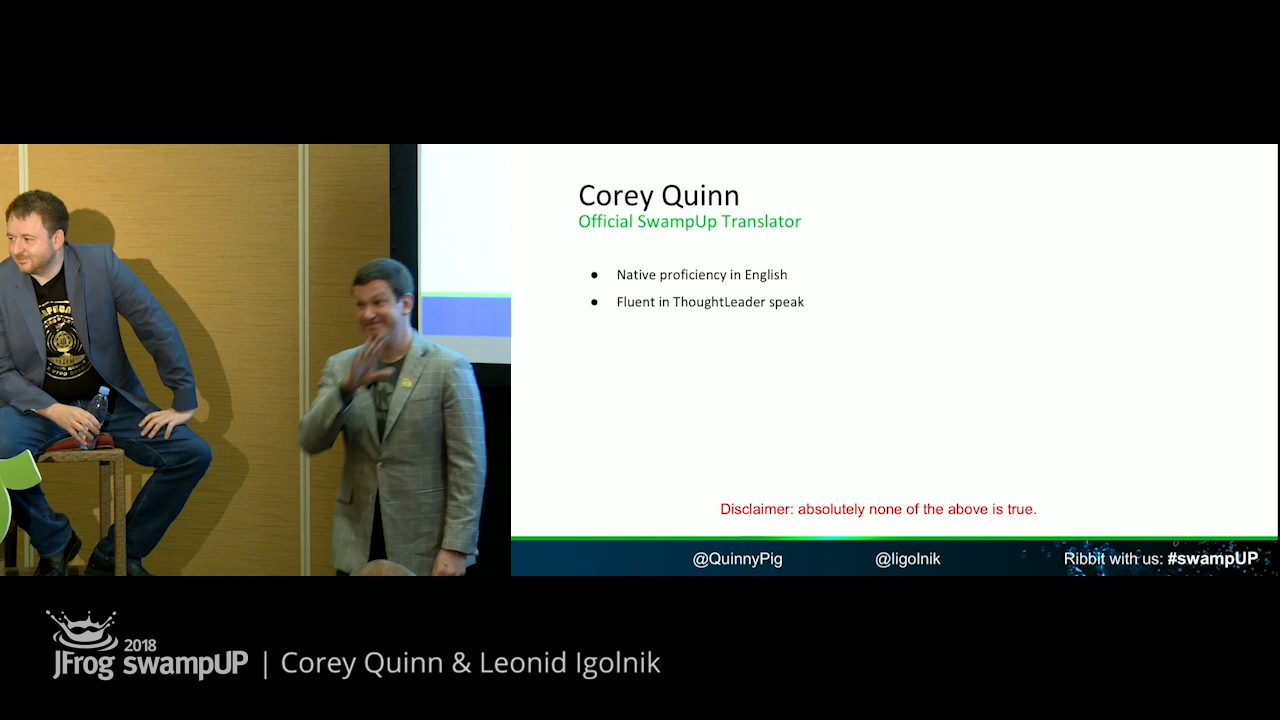 Corey Quinn
Official SwampUp Translator
● Native proficiency in English
● Fluent in ThoughtLeader speak
Disclaimer: absolutely none of the above is true.
@QuinnyPig @ligolnik Ribbit with us: #swampUP
2018
JFrog swampUP | Corey Quinn & Leonid Igolnik